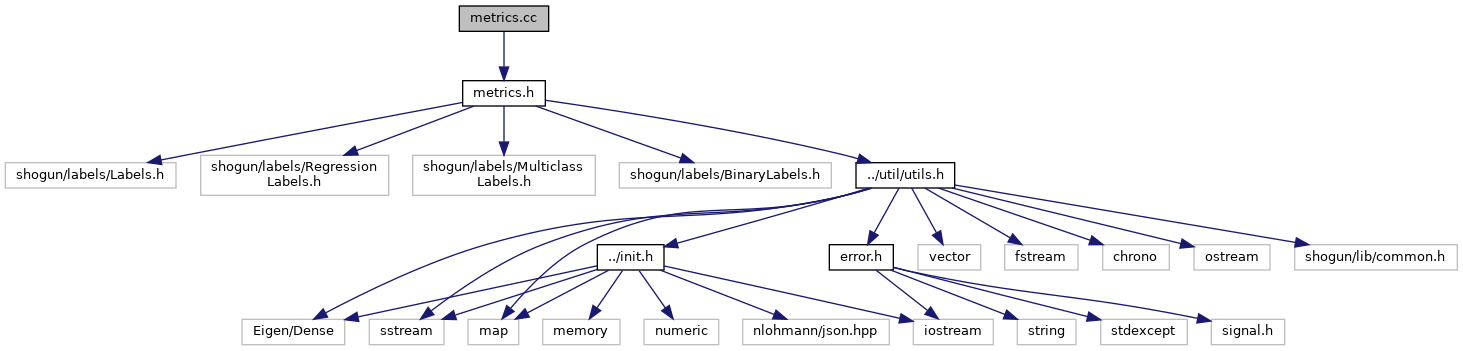 metrics.cc
metrics.h
shogun/labels/Labels.h
shogun/labels/Regression
Labels.h
shogun/labels/Multiclass
Labels.h
shogun/labels/BinaryLabels.h
../util/utils.h
../init.h
error.h
vector
fstream
chrono
ostream
shogun/lib/common.h
Eigen/Dense
sstream
map
memory
numeric
nlohmann/json.hpp
iostream
string
stdexcept
signal.h